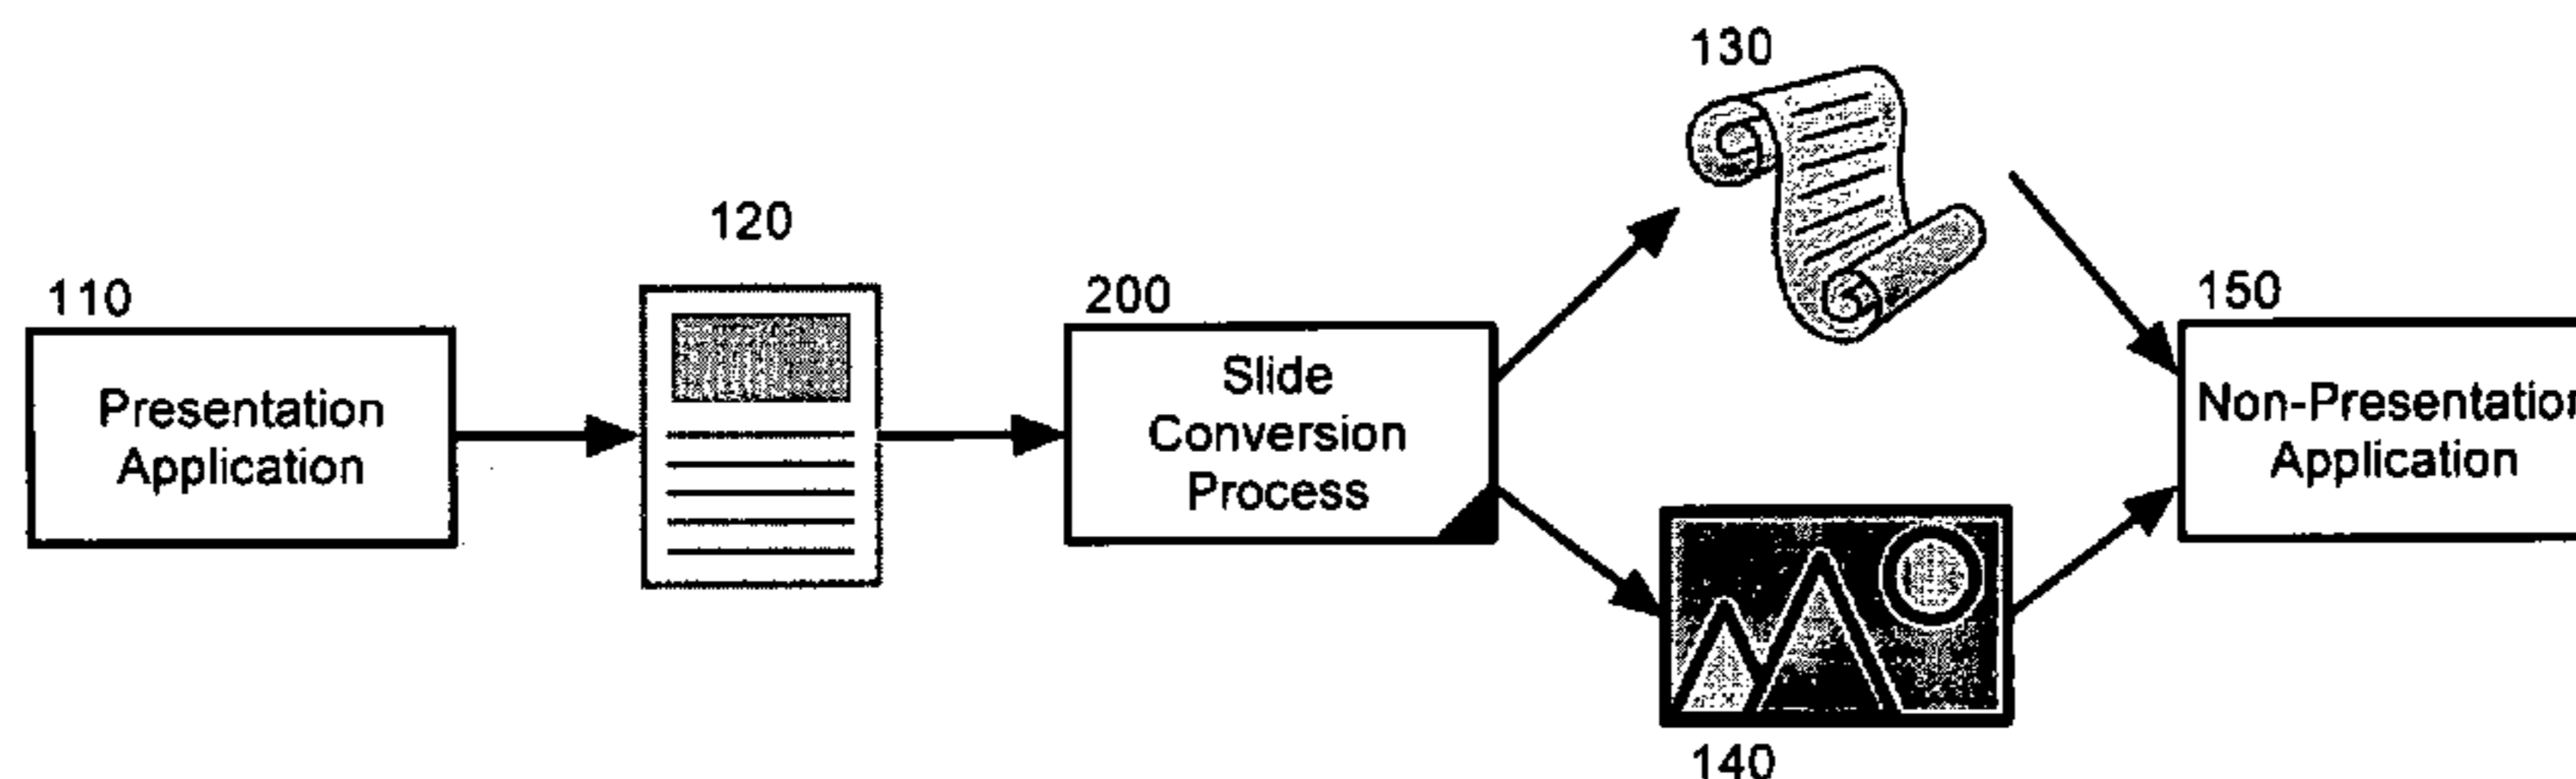 130
120
110
200
150
Presentation
Application
Slide
Conversion
Process
Non-Presentation
Application
140